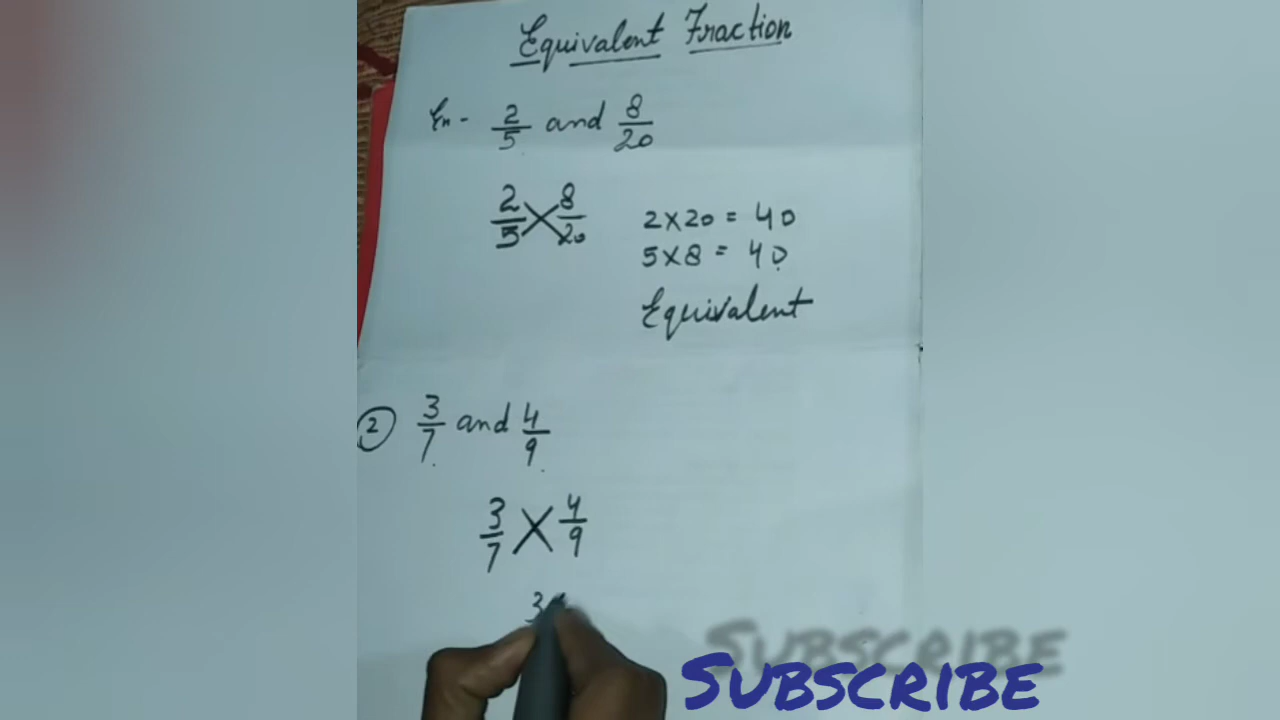 Equivalent Fraction
Ex- 2/5 and 8/20
2/5 X 8/20
2X20 = 40
5X8 = 40
Equivalent
2 3/7 and 4/9
3/7 X 4/9
3
SUBSCRIBE